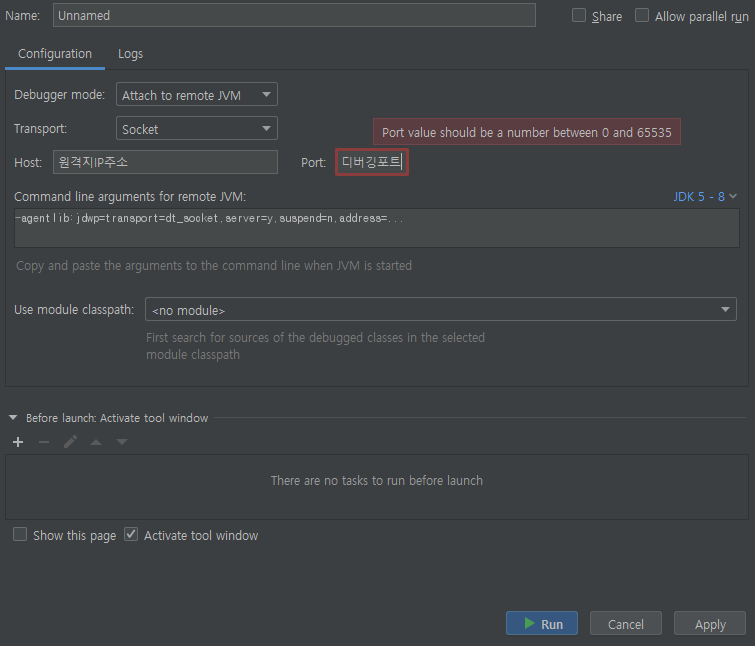 Name: Unnamed Share Allow parallel run
Configuration Logs
Debugger mode: Attach to remote JVM
Transport: Socket
Port value should be a number between 0 and 65535
Host: 원격지IP주소 Port: 디버깅포트
Command line arguments for remote JVM: JDK 5 - 8
-agentlib:jdwp=transport=dt_socket,server=y,suspend=n,address=...
Copy and paste the arguments to the command line when JVM is started
Use module classpath: <no module>
First search for sources of the debugged classes in the selected
module classpath
Before launch: Activate tool window
There are no tasks to run before launch
Show this page Activate tool window
Run Cancel Apply